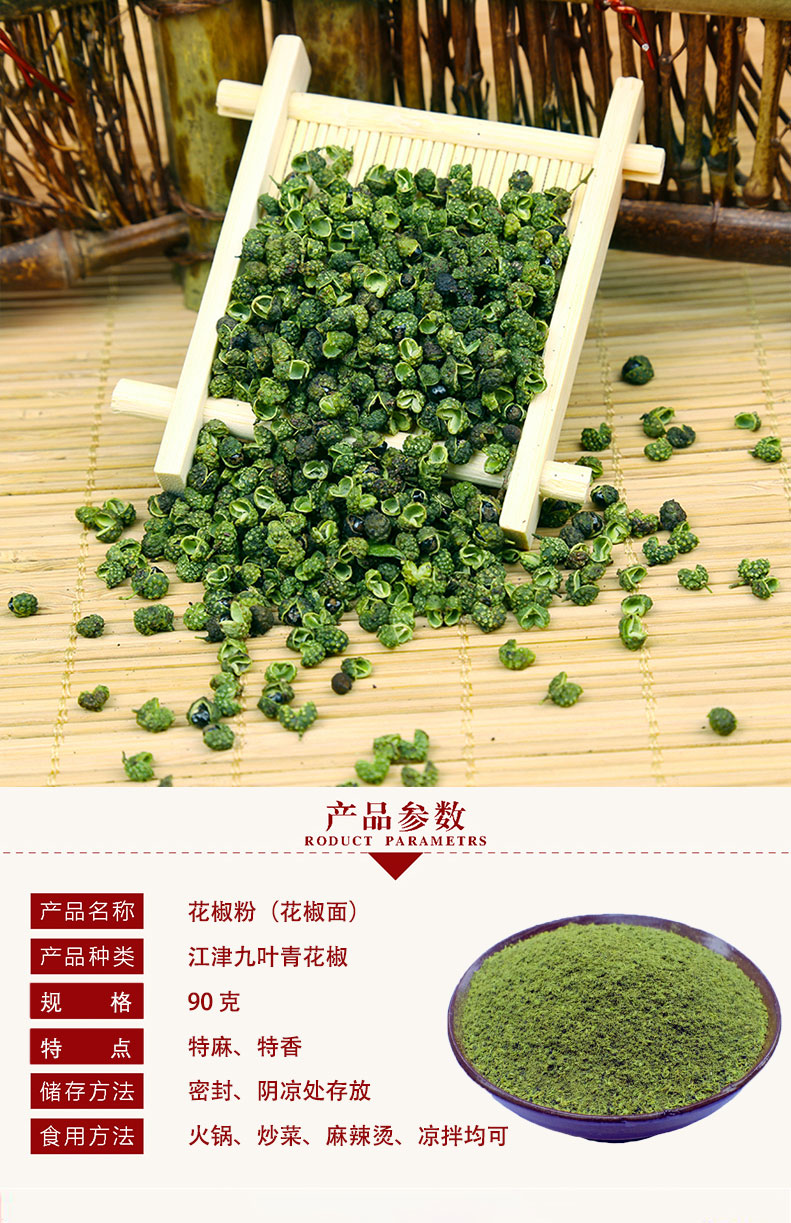 产品参数
RODUCT PARAMETRS
产品名称 花椒粉（花椒面）
产品种类 江津九叶青花椒
规 格 90 克
特 点 特麻、特香
储存方法 密封、阴凉处存放
食用方法 火锅、炒菜、麻辣烫、凉拌均可